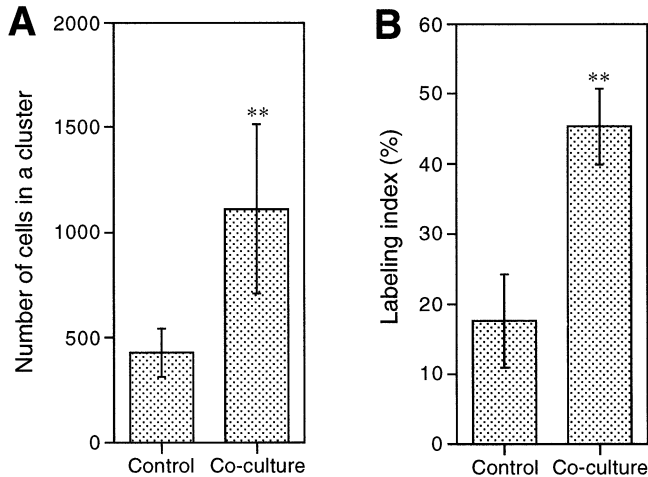 A
Number of cells in a cluster
2000
1500
1000
500
0
**
Control Co-culture
B
Labeling index (%)
60
50
40
30
20
10
0
**
Control Co-culture